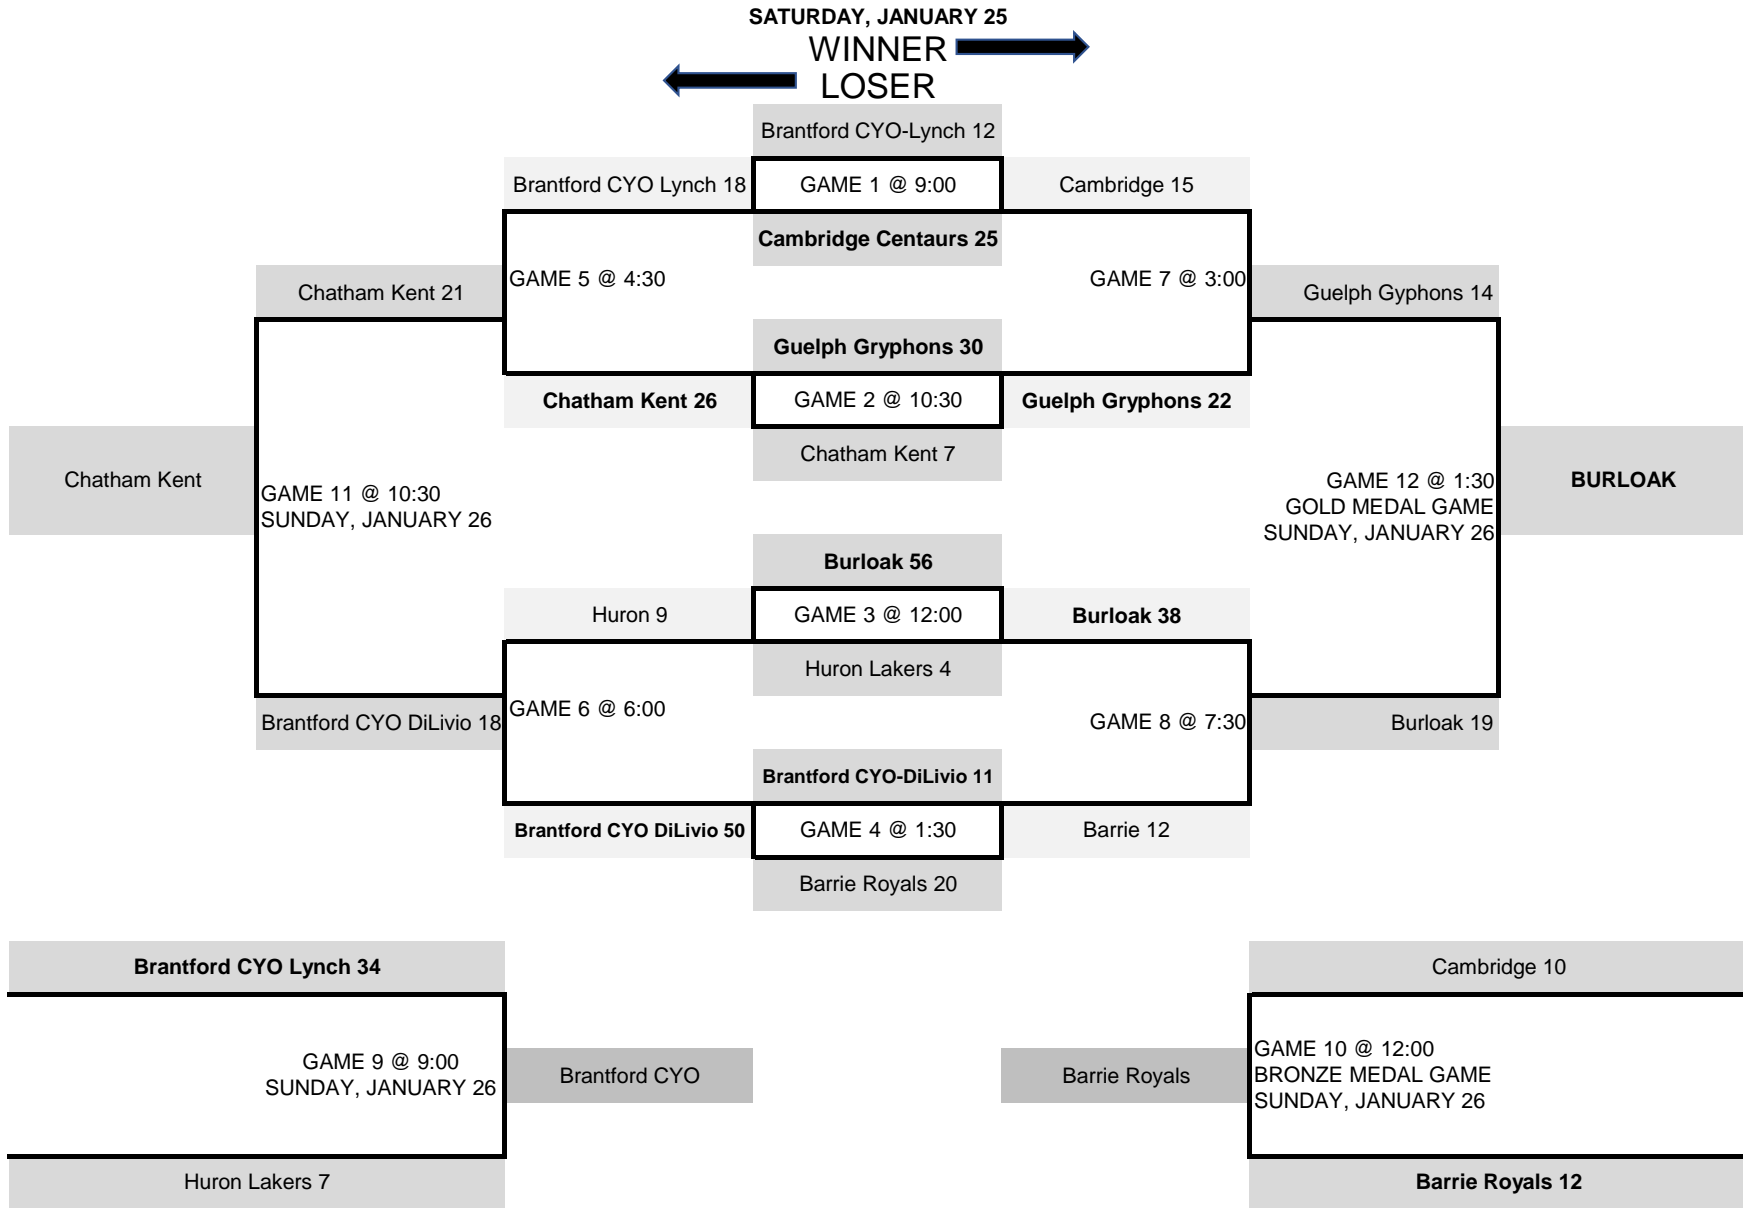 SATURDAY, JANUARY 25
WINNER
LOSER
Brantford CYO-Lynch 12
Brantford CYO Lynch 18
GAME 1 @ 9:00
Cambridge 15
Cambridge Centaurs 25
GAME 5 @ 4:30
GAME 7 @ 3:00
Chatham Kent 21
Guelph Gyphons 14
Guelph Gryphons 30
Chatham Kent 26
GAME 2 @ 10:30
Guelph Gryphons 22
Chatham Kent 7
Chatham Kent
GAME 11 @ 10:30
SUNDAY, JANUARY 26
GAME 12 @ 1:30
GOLD MEDAL GAME
SUNDAY, JANUARY 26
BURLOAK
Burloak 56
Huron 9
GAME 3 @ 12:00
Burloak 38
Huron Lakers 4
GAME 6 @ 6:00
GAME 8 @ 7:30
Brantford CYO DiLivio 18
Burloak 19
Brantford CYO-DiLivio 11
Brantford CYO DiLivio 50
GAME 4 @ 1:30
Barrie 12
Barrie Royals 20
Brantford CYO Lynch 34
Cambridge 10
GAME 9 @ 9:00
SUNDAY, JANUARY 26
Brantford CYO
Barrie Royals
GAME 10 @ 12:00
BRONZE MEDAL GAME
SUNDAY, JANUARY 26
Huron Lakers 7
Barrie Royals 12